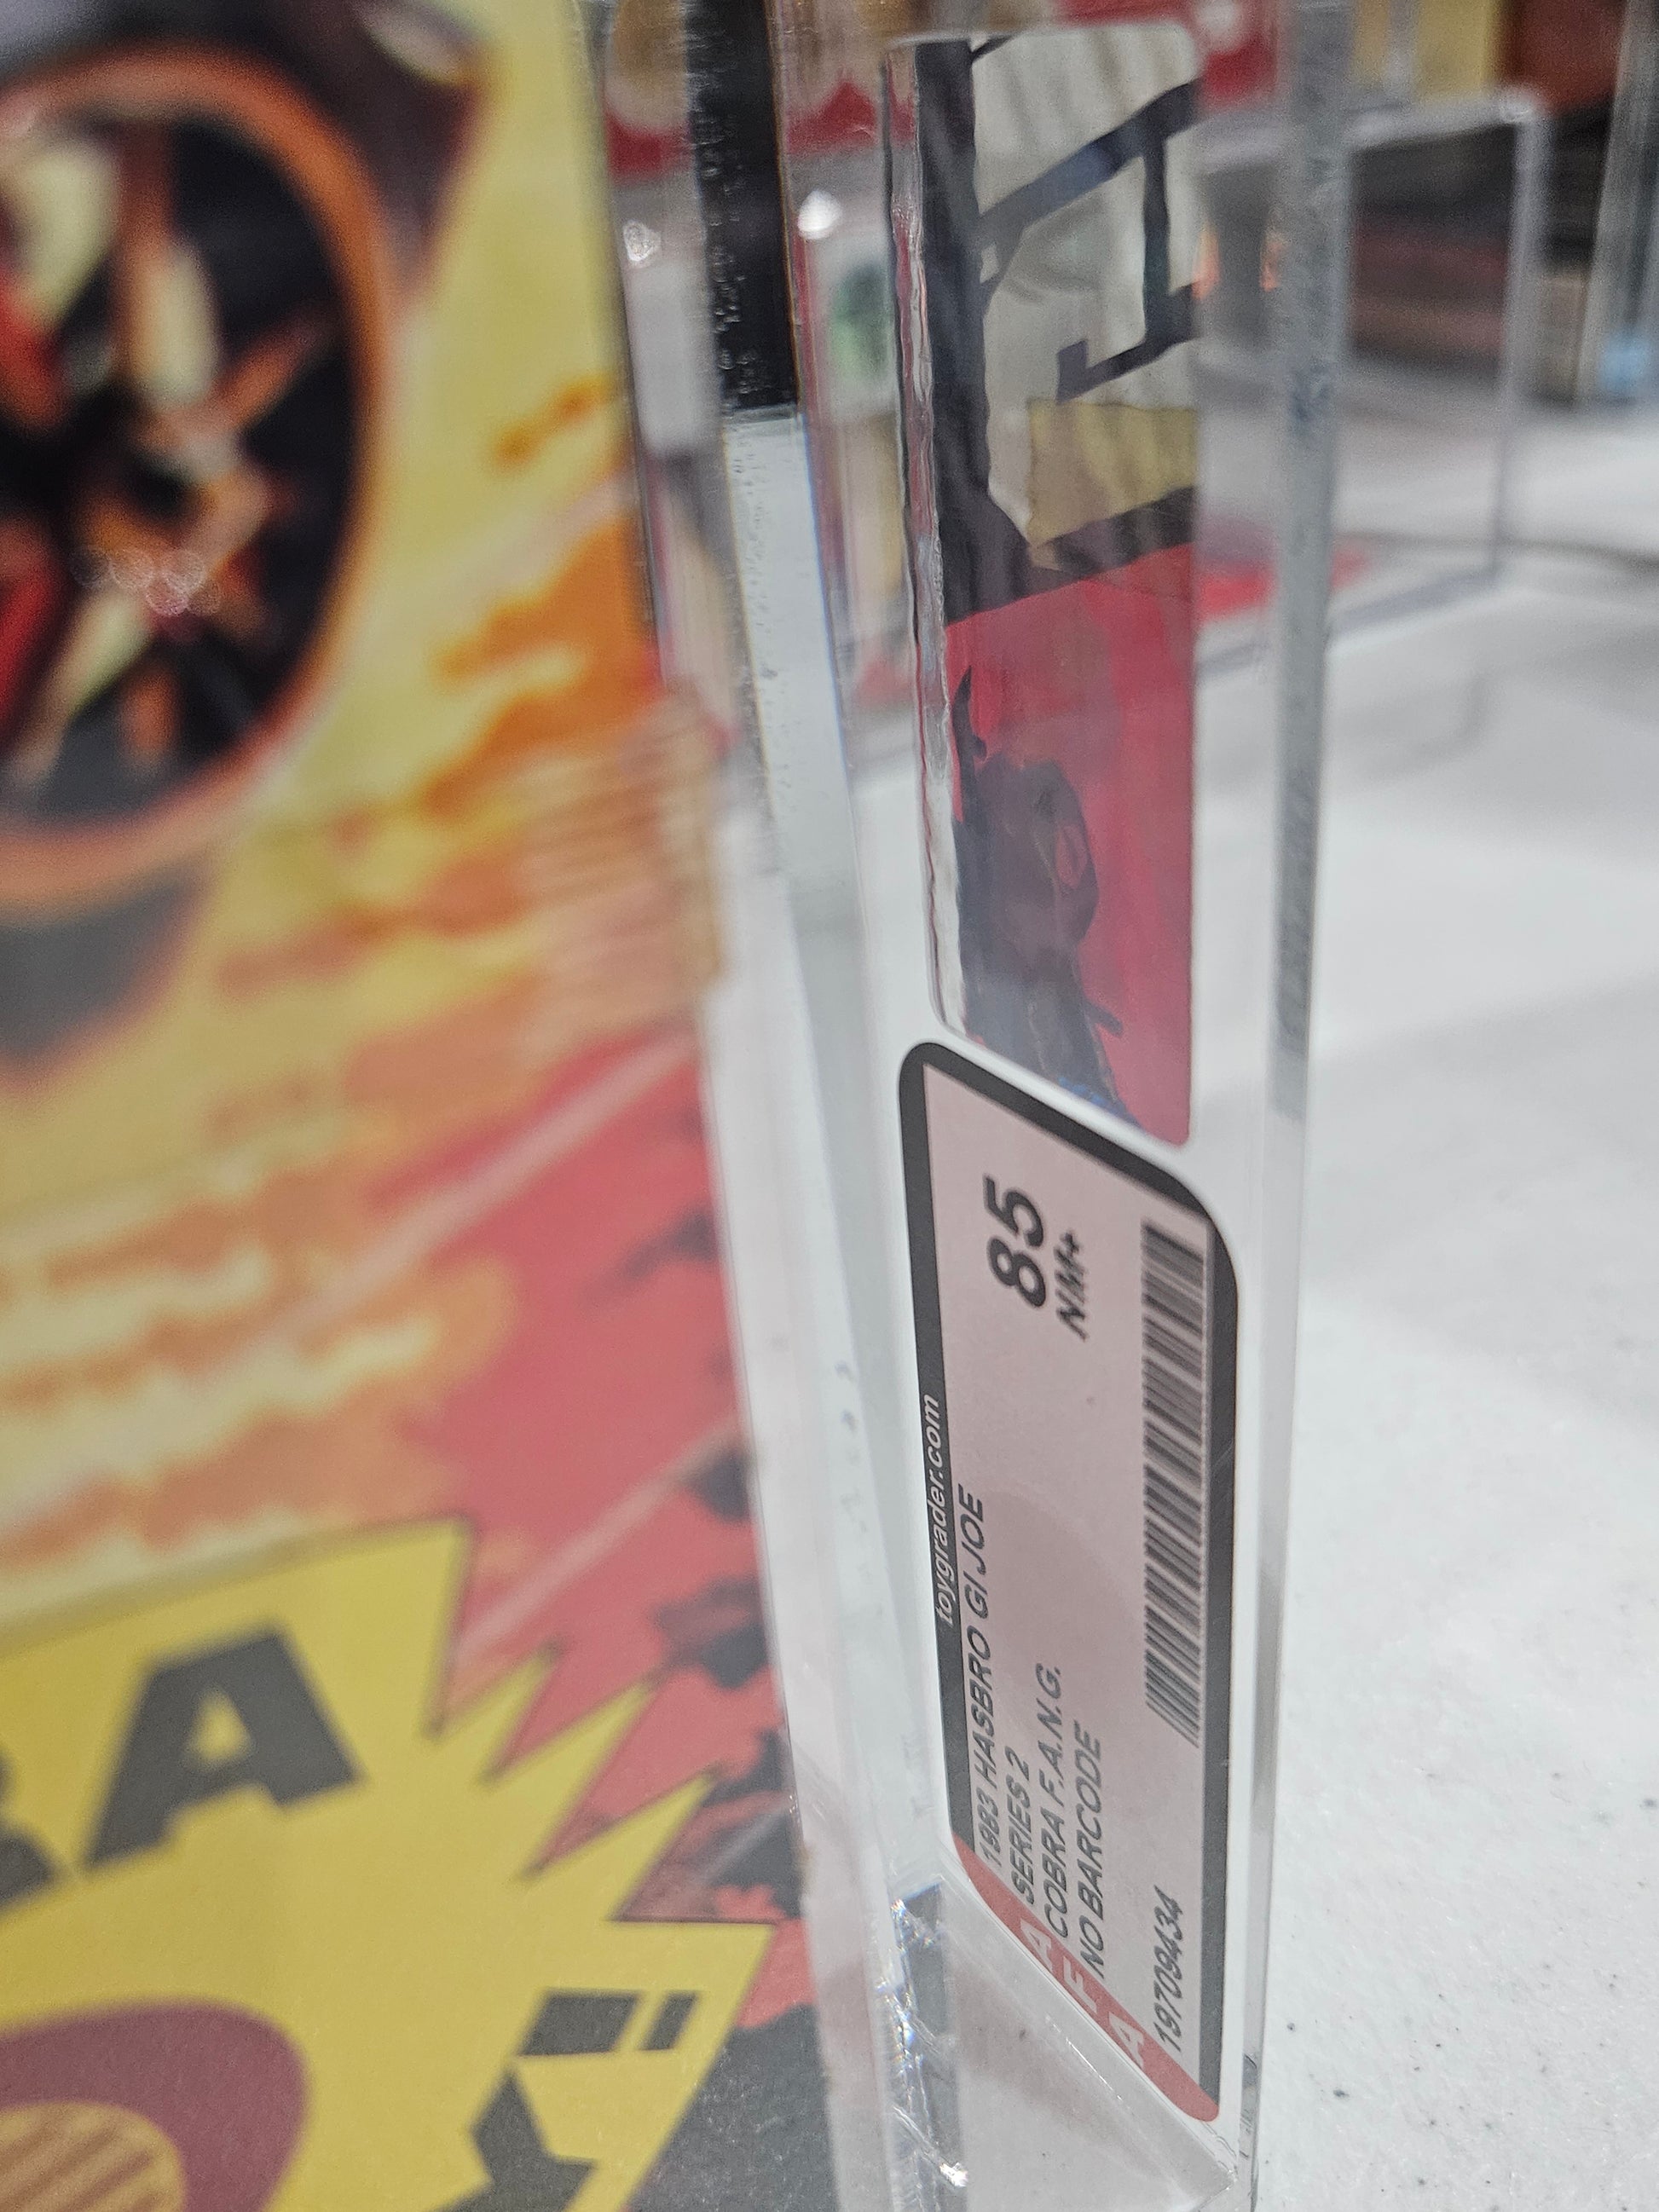 toygrader.com
AFA
1983 HASBRO GI JOE
SERIES 2
COBRA F.A.N.G.
NO BARCODE
85
NM+
19709434